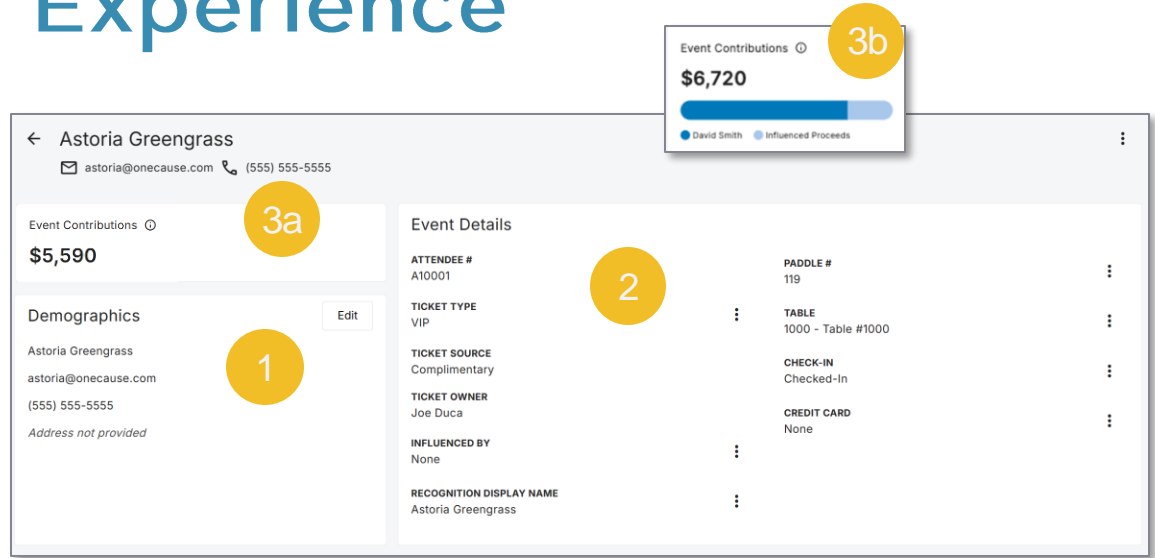 Experience
Event Contributions
3b
$6,720
David Smith Influenced Proceeds
Astoria Greengrass
astoria@onecause.com (555) 555-5555
Event Contributions
3a
$5,590
Demographics
Edit
Astoria Greengrass
astoria@onecause.com
1
(555) 555-5555
Address not provided
Event Details
2
ATTENDEE #
A10001
TICKET TYPE
VIP
TICKET SOURCE
Complimentary
TICKET OWNER
Joe Duca
INFLUENCED BY
None
RECOGNITION DISPLAY NAME
Astoria Greengrass
PADDLE #
119
TABLE
1000 - Table #1000
CHECK-IN
Checked-In
CREDIT CARD
None